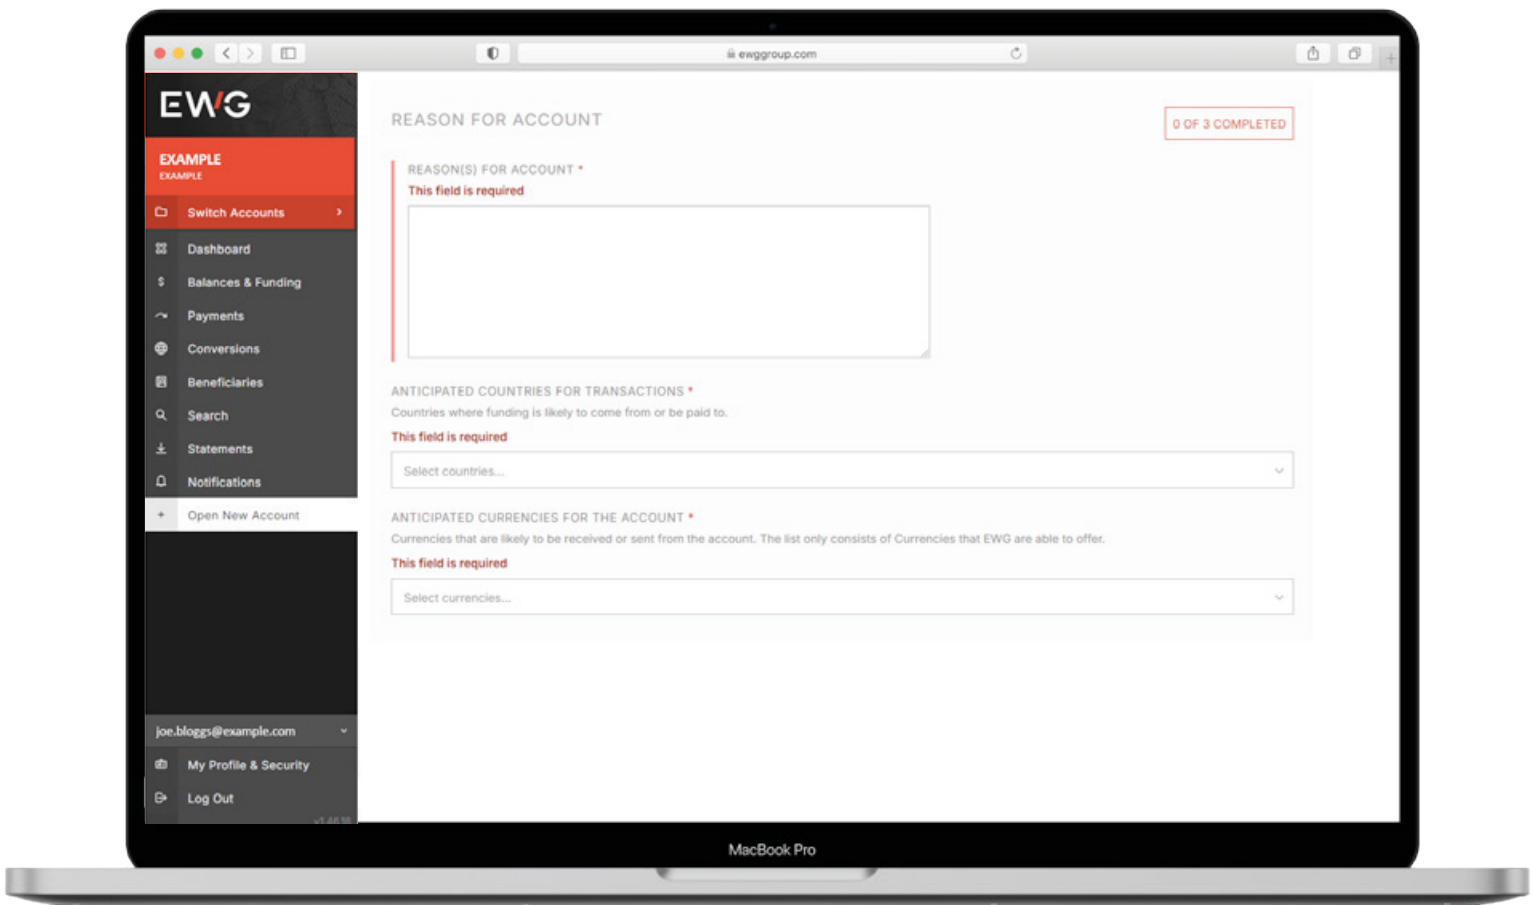 ewggroup.com
EWG
EXAMPLE
EXAMPLE
Switch Accounts
Dashboard
Balances & Funding
Payments
Conversions
Beneficiaries
Search
Statements
Notifications
Open New Account
joe.bloggs@example.com
My Profile & Security
Log Out
REASON FOR ACCOUNT
0 OF 3 COMPLETED
REASON(S) FOR ACCOUNT *
This field is required
ANTICIPATED COUNTRIES FOR TRANSACTIONS *
Countries where funding is likely to come from or be paid to.
This field is required
Select countries...
ANTICIPATED CURRENCIES FOR THE ACCOUNT *
Currencies that are likely to be received or sent from the account. The list only consists of Currencies that EWG are able to offer.
This field is required
Select currencies...
MacBook Pro